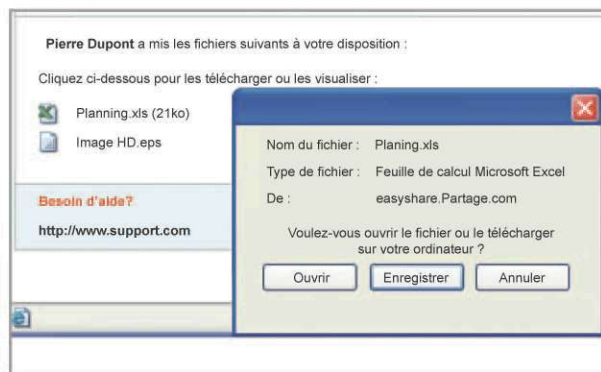 Pierre Dupont a mis les fichiers suivants à votre disposition :
Cliquez ci-dessous pour les télécharger ou les visualiser :
Planning.xls (21ko)
Image HD.eps
Besoin d'aide?
http://www.support.com
Nom du fichier : Planing.xls
Type de fichier : Feuille de calcul Microsoft Excel
De : easyshare.Partage.com
Voulez-vous ouvrir le fichier ou le télécharger
sur votre ordinateur ?
Ouvrir Enregistrer Annuler